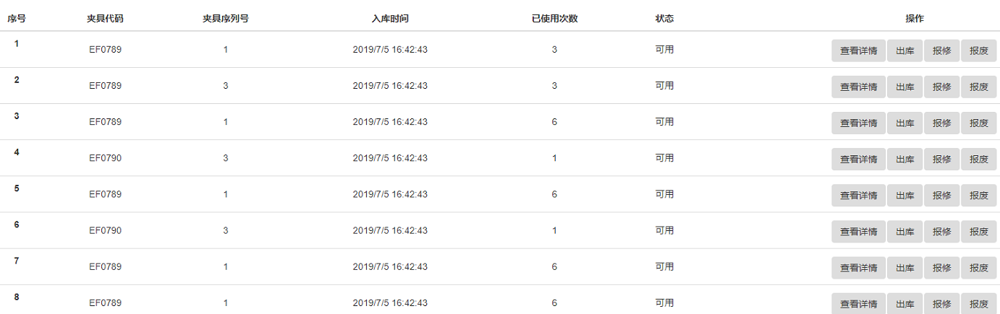 序号 夹具代码 夹具序列号 入库时间 已使用次数 状态 操作
1 EF0789 1 2019/7/5 16:42:43 3 可用 查看详情 出库 报修 报废
2 EF0789 3 2019/7/5 16:42:43 3 可用 查看详情 出库 报修 报废
3 EF0789 1 2019/7/5 16:42:43 6 可用 查看详情 出库 报修 报废
4 EF0790 3 2019/7/5 16:42:43 1 可用 查看详情 出库 报修 报废
5 EF0789 1 2019/7/5 16:42:43 6 可用 查看详情 出库 报修 报废
6 EF0790 3 2019/7/5 16:42:43 1 可用 查看详情 出库 报修 报废
7 EF0789 1 2019/7/5 16:42:43 6 可用 查看详情 出库 报修 报废
8 EF0789 1 2019/7/5 16:42:43 6 可用 查看详情 出库 报修 报废